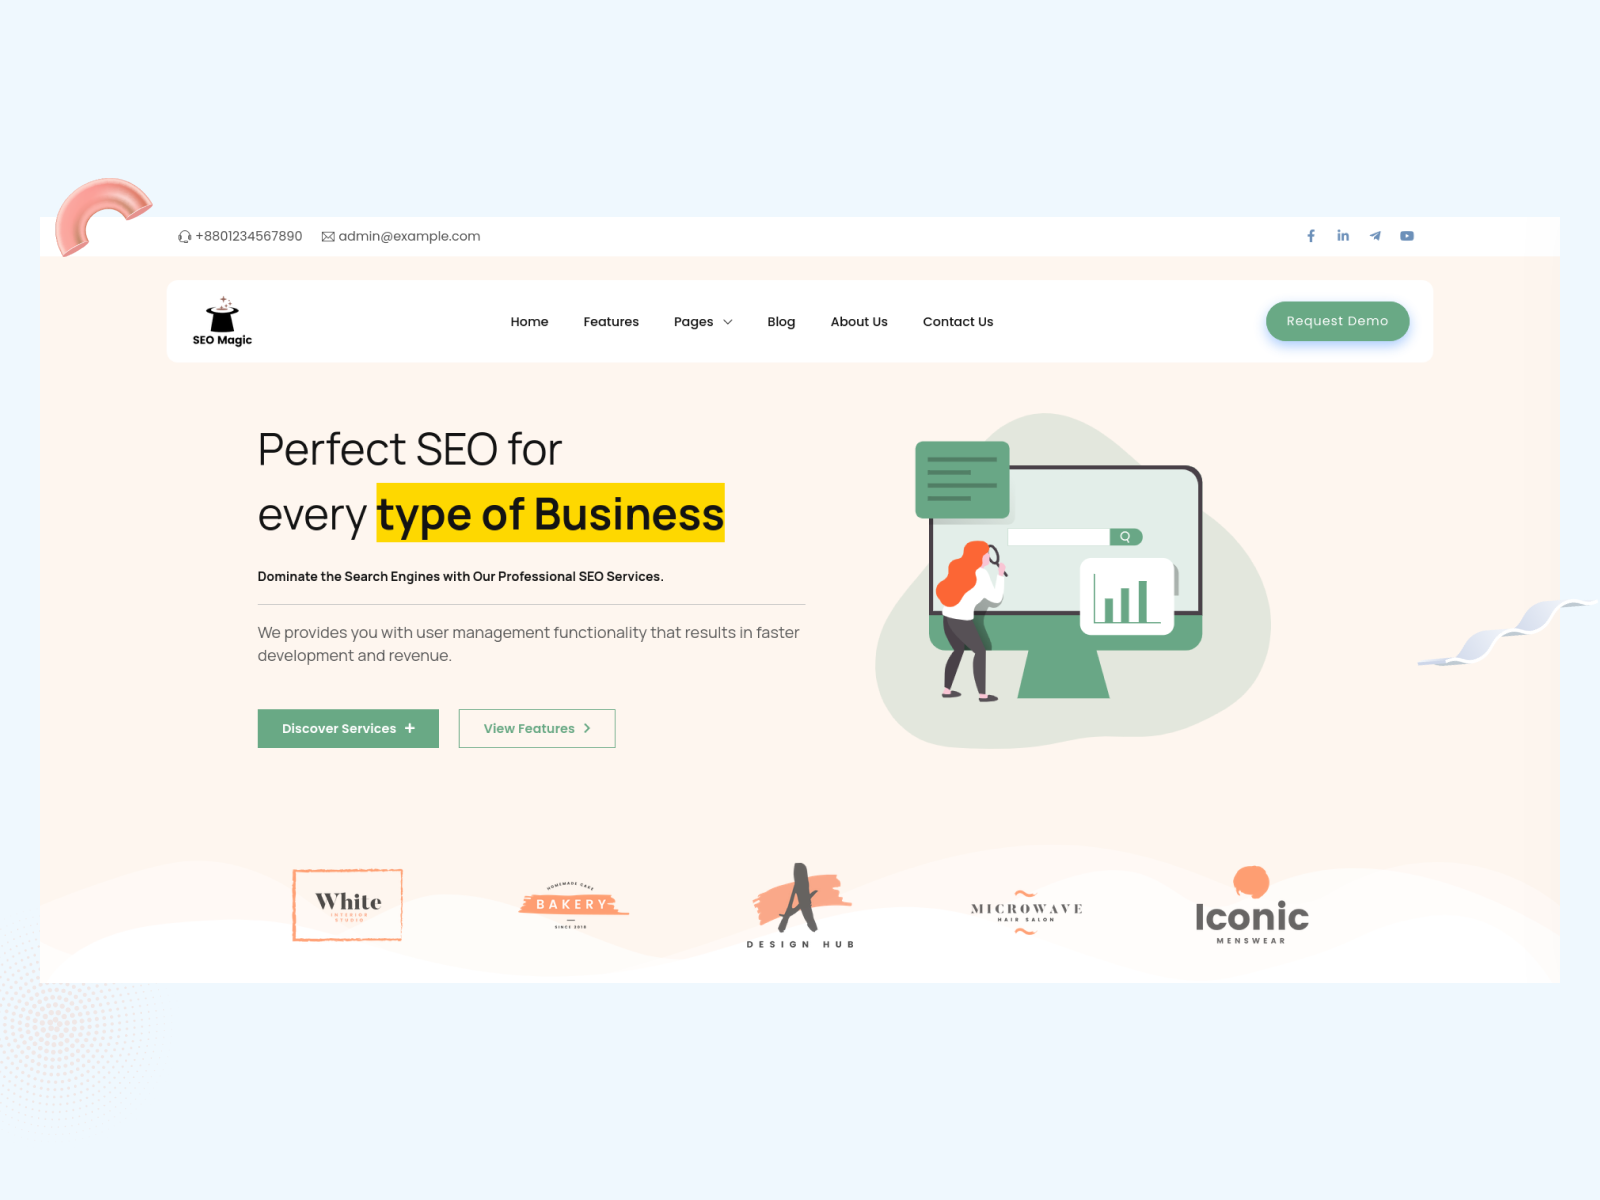 +8801234567890 admin@example.com
SEO Magic
Home Features Pages Blog About Us Contact Us
Request Demo
Perfect SEO for
every type of Business
Dominate the Search Engines with Our Professional SEO Services.
We provides you with user management functionality that results in faster
development and revenue.
Discover Services
View Features
White
INTERIOR
STUDIO
HOMEMADE CAKE
BAKERY
SINCE 2018
A
DESIGN HUB
MICROWAVE
HAIR SALON
Iconic
MENSWEAR